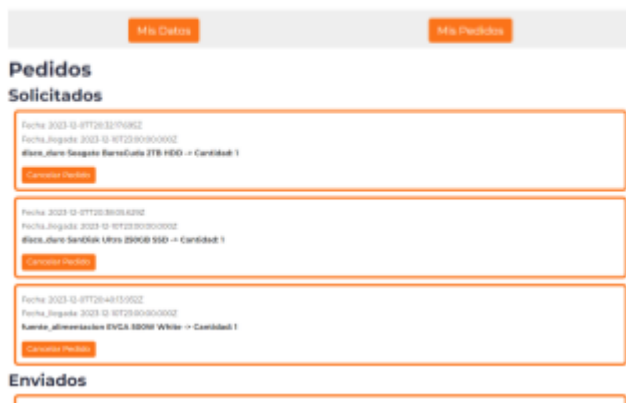 Mis Datos
Mis Pedidos
Pedidos
Solicitados
Fecha: 2023-12-07T20:32:17.695Z
Fecha_llegada: 2023-12-10T23:00:00.000Z
disco_duro Seagate BarraCuda 2TB HDD -> Cantidad: 1
Cancelar Pedido
Fecha: 2023-12-07T20:38:05.629Z
Fecha_llegada: 2023-12-10T23:00:00.000Z
disco_duro SanDisk Ultra 250GB SSD -> Cantidad: 1
Cancelar Pedido
Fecha: 2023-12-07T20:40:13.932Z
Fecha_llegada: 2023-12-10T23:00:00.000Z
fuente_alimentacion EVGA 500W White -> Cantidad: 1
Cancelar Pedido
Enviados